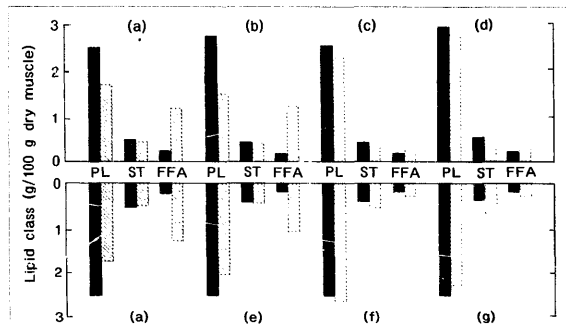 (a) (b) (c) (d)
3
2
1
0
PL ST FFA PL ST FFA PL ST FFA PL ST FFA
0
1
2
3
(a) (e) (f) (g)
Lipid class (g/100 g dry muscle)